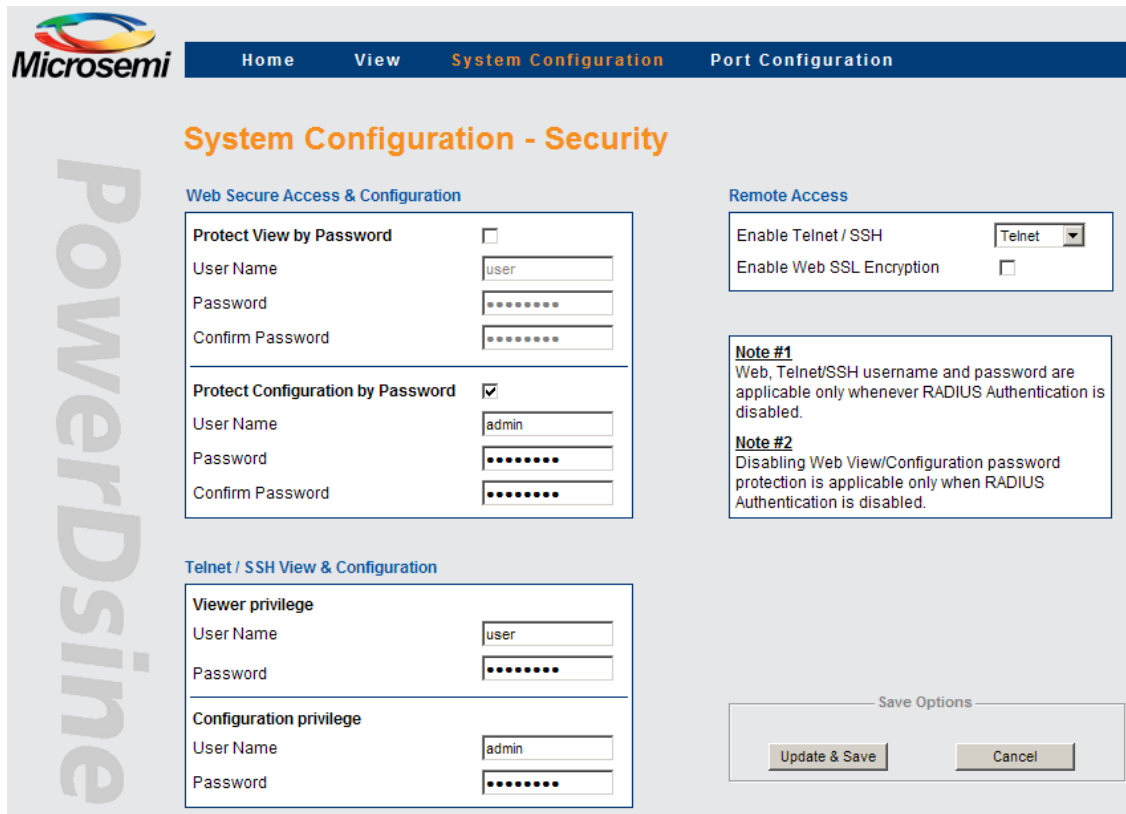 Microsemi
Home View System Configuration Port Configuration
PowerDsine
System Configuration - Security
Web Secure Access & Configuration
Protect View by Password
User Name user
Password ••••••••
Confirm Password ••••••••
Protect Configuration by Password
User Name admin
Password ••••••••
Confirm Password ••••••••
Telnet / SSH View & Configuration
Viewer privilege
User Name user
Password ••••••••
Configuration privilege
User Name admin
Password ••••••••
Remote Access
Enable Telnet / SSH Telnet
Enable Web SSL Encryption
Note #1
Web, Telnet/SSH username and password are
applicable only whenever RADIUS Authentication is
disabled.
Note #2
Disabling Web View/Configuration password
protection is applicable only when RADIUS
Authentication is disabled.
Save Options
Update & Save Cancel